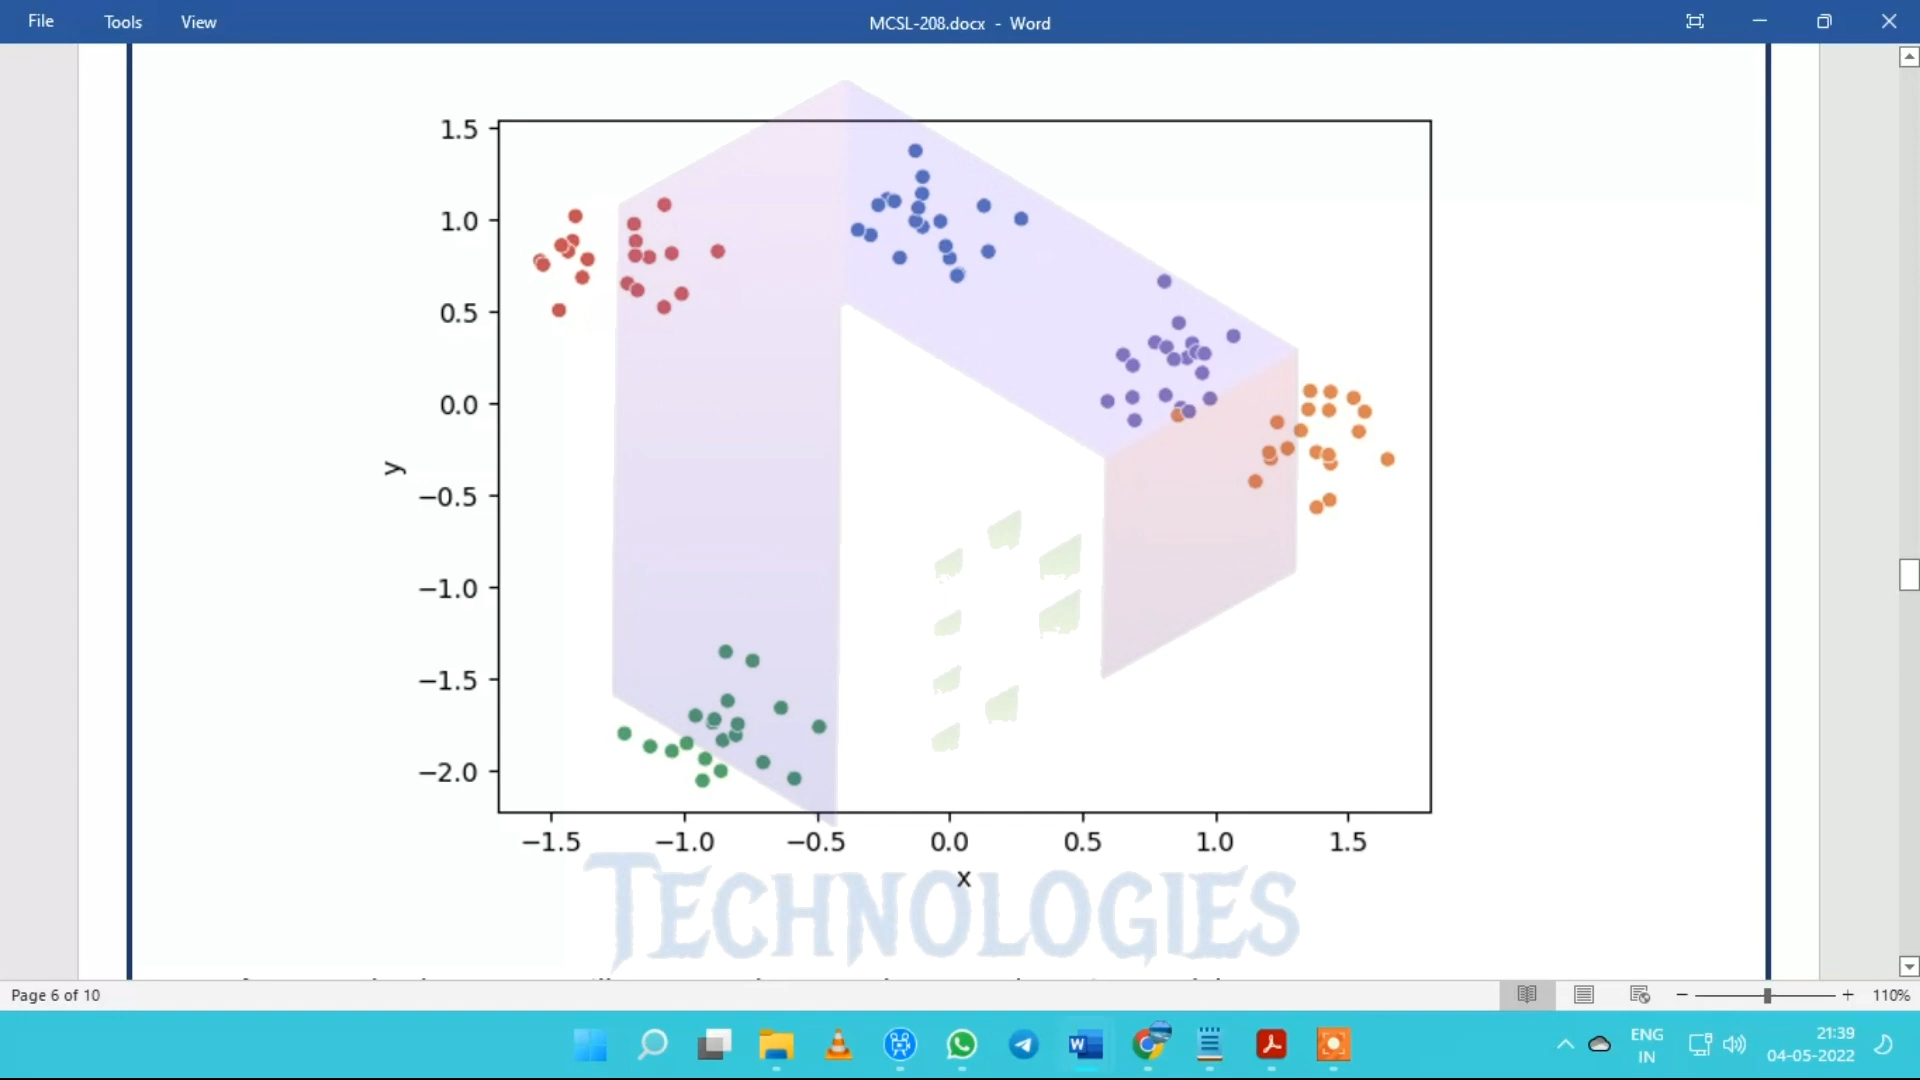 File Tools View MCSL-208.docx - Word
1.5
1.0
0.5
0.0
−0.5
−1.0
−1.5
−2.0
y
−1.5 −1.0 −0.5 0.0 0.5 1.0 1.5
x
TECHNOLOGIES
Page 6 of 10 110%
ENG
IN
21:39
04-05-2022